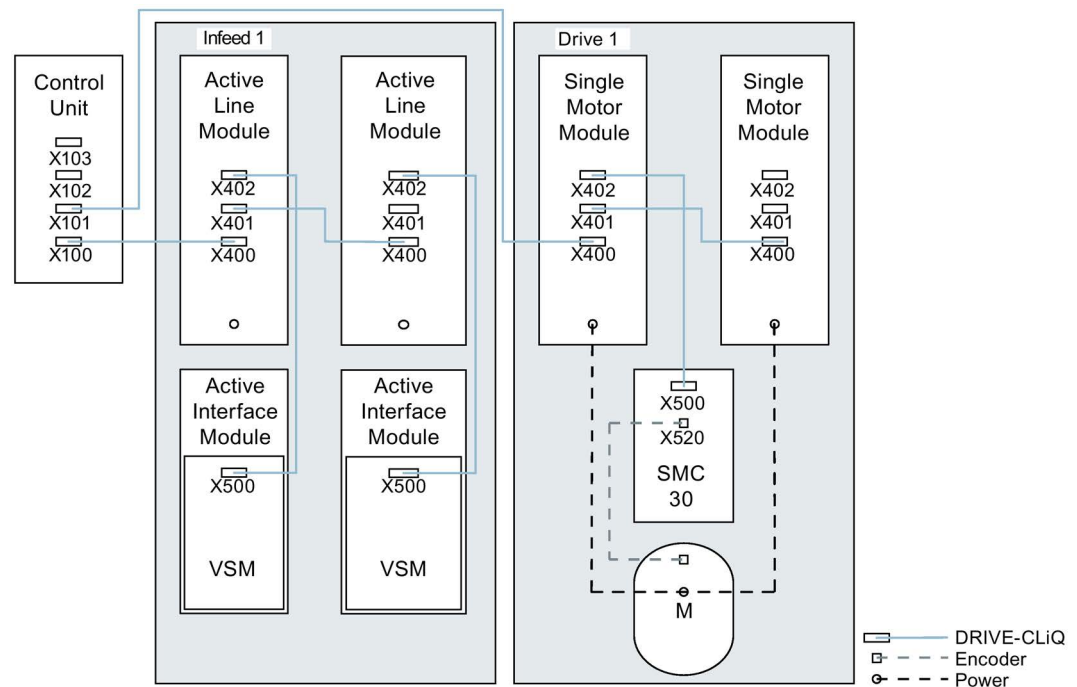 Infeed 1
Drive 1
Control
Unit
X103
X102
X101
X100
Active
Line
Module
X402
X401
X400
Active
Line
Module
X402
X401
X400
Single
Motor
Module
X402
X401
X400
Single
Motor
Module
X402
X401
X400
Active
Interface
Module
X500
VSM
Active
Interface
Module
X500
VSM
X500
X520
SMC
30
M
DRIVE-CLiQ
Encoder
Power